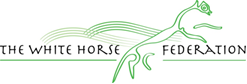 THE WHITE HORSE FEDERATION